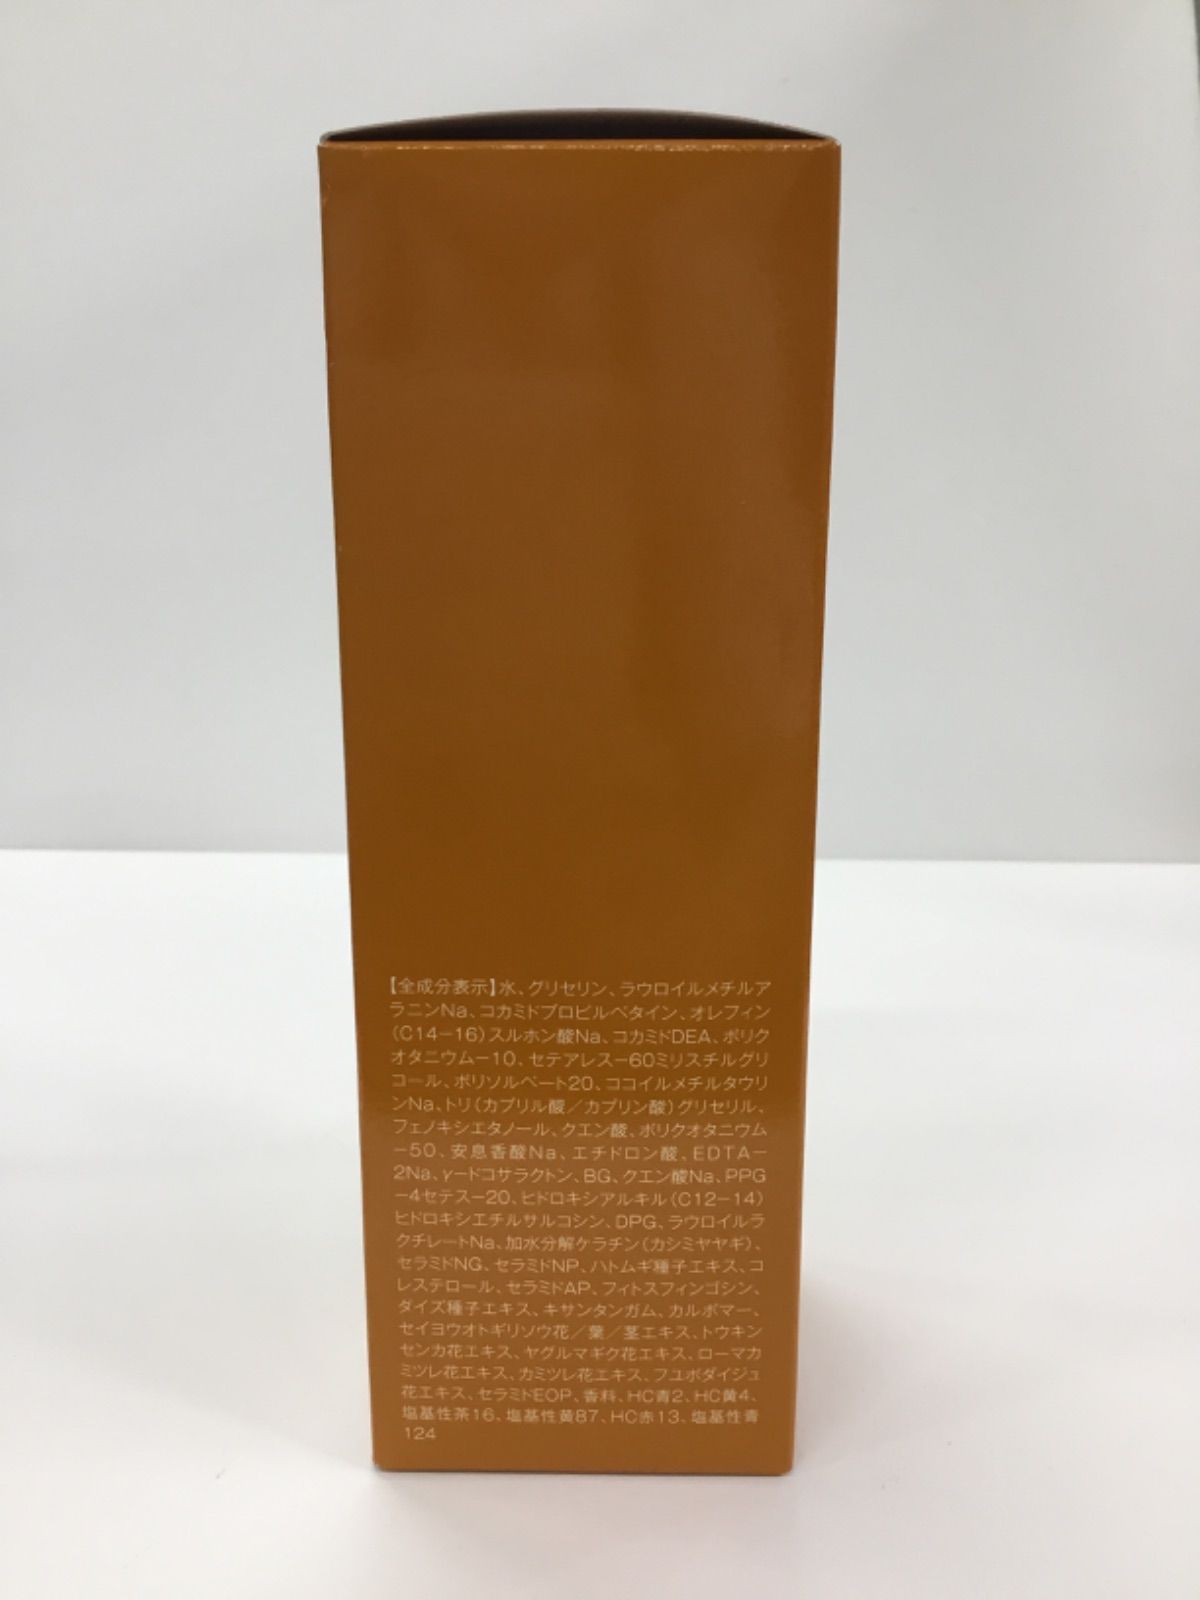 【全成分表示】水、グリセリン、ラウロイルメチルア
ラニンNa、コカミドプロピルベタイン、オレフィン
(C14-16)スルホン酸Na、コカミドDEA、ポリク
オタニウム-10、セテアレス-60ミリスチルグリ
コール、ポリソルベート20、ココイルメチルタウリ
ンNa、トリ(カプリル酸/カプリン酸)グリセリル、
フェノキシエタノール、クエン酸、ポリクオタニウム
-50、安息香酸Na、エチドロン酸、EDTA-
2Na、γ-ドコサラクトン、BG、クエン酸Na、PPG
-4セテス-20、ヒドロキシアルキル(C12-14)
ヒドロキシエチルサルコシン、DPG、ラウロイルラ
クチレートNa、加水分解ケラチン(カシミヤヤギ)、
セラミドNG、セラミドNP、ハトムギ種子エキス、コ
レステロール、セラミドAP、フィトスフィンゴシン、
ダイズ種子エキス、キサンタンガム、カルボマー、
セイヨウオトギリソウ花/葉/茎エキス、トウキン
センカ花エキス、ヤグルマギク花エキス、ローマカ
ミツレ花エキス、カミツレ花エキス、フユボダイジュ
花エキス、セラミドEOP、香料、HC青2、HC黄4、
塩基性茶16、塩基性黄87、HC赤13、塩基性青
124